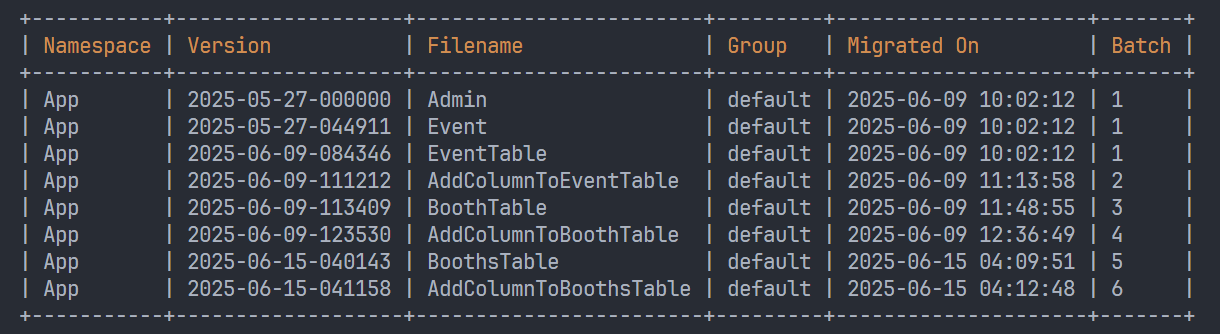 +-----------+-------------------+------------------------+---------+---------------------+-------+
| Namespace | Version           | Filename               | Group   | Migrated On         | Batch |
+-----------+-------------------+------------------------+---------+---------------------+-------+
| App       | 2025-05-27-000000 | Admin                  | default | 2025-06-09 10:02:12 | 1     |
| App       | 2025-05-27-044911 | Event                  | default | 2025-06-09 10:02:12 | 1     |
| App       | 2025-06-09-084346 | EventTable             | default | 2025-06-09 10:02:12 | 1     |
| App       | 2025-06-09-111212 | AddColumnToEventTable  | default | 2025-06-09 11:13:58 | 2     |
| App       | 2025-06-09-113409 | BoothTable             | default | 2025-06-09 11:48:55 | 3     |
| App       | 2025-06-09-123530 | AddColumnToBoothTable  | default | 2025-06-09 12:36:49 | 4     |
| App       | 2025-06-15-040143 | BoothsTable            | default | 2025-06-15 04:09:51 | 5     |
| App       | 2025-06-15-041158 | AddColumnToBoothsTable | default | 2025-06-15 04:12:48 | 6     |
+-----------+-------------------+------------------------+---------+---------------------+-------+